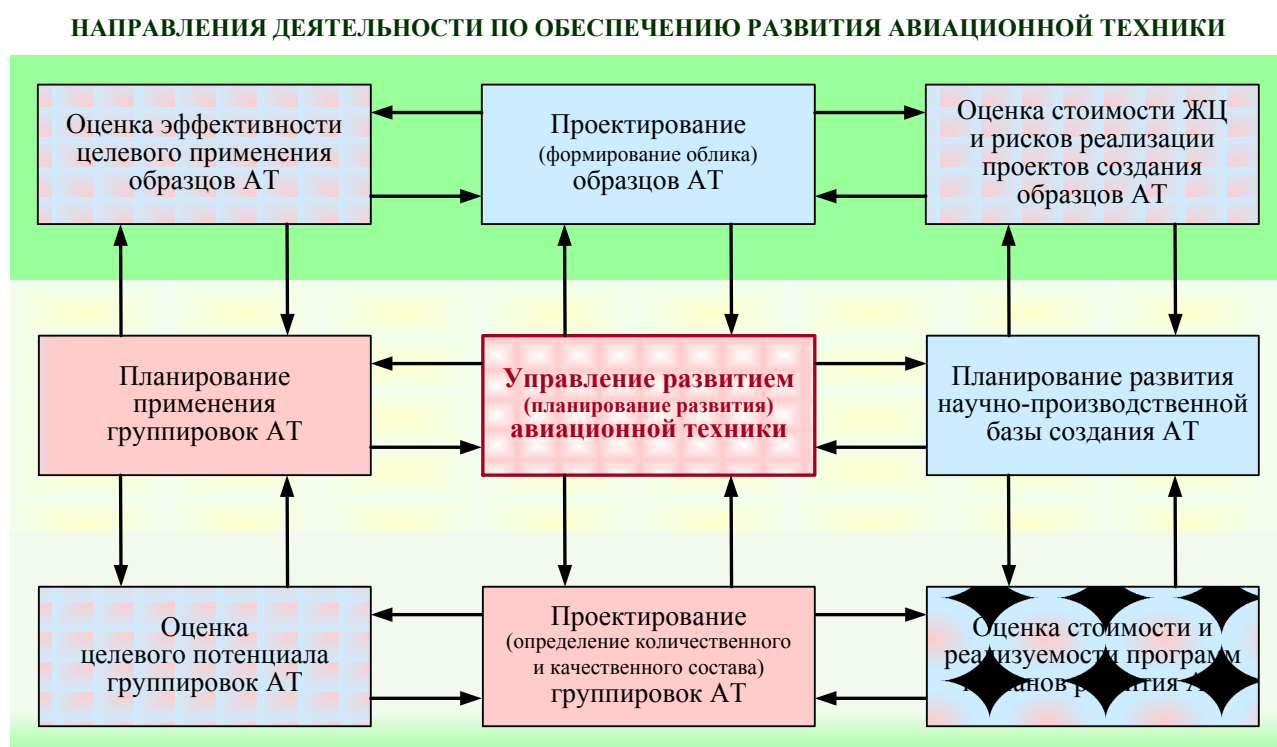 НАПРАВЛЕНИЯ ДЕЯТЕЛЬНОСТИ ПО ОБЕСПЕЧЕНИЮ РАЗВИТИЯ АВИАЦИОННОЙ ТЕХНИКИ
Оценка эффективности
целевого применения
образцов АТ
Проектирование
(формирование облика)
образцов АТ
Оценка стоимости ЖЦ
и рисков реализации
проектов создания
образцов АТ
Планирование
применения
группировок АТ
Управление развитием
(планирование развития)
авиационной техники
Планирование развития
научно-производственной
базы создания АТ
Оценка
целевого потенциала
группировок АТ
Проектирование
(определение количественного
и качественного состава)
группировок АТ
Оценка стоимости и
реализуемости программ